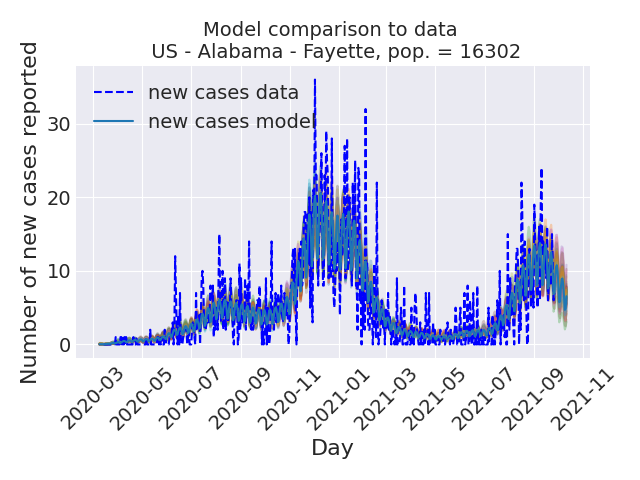 Model comparison to data
US - Alabama - Fayette, pop. = 16302
Number of new cases reported
new cases data
new cases model
30
20
10
0
2020-03
2020-05
2020-07
2020-09
2020-11
2021-01
2021-03
2021-05
2021-07
2021-09
2021-11
Day